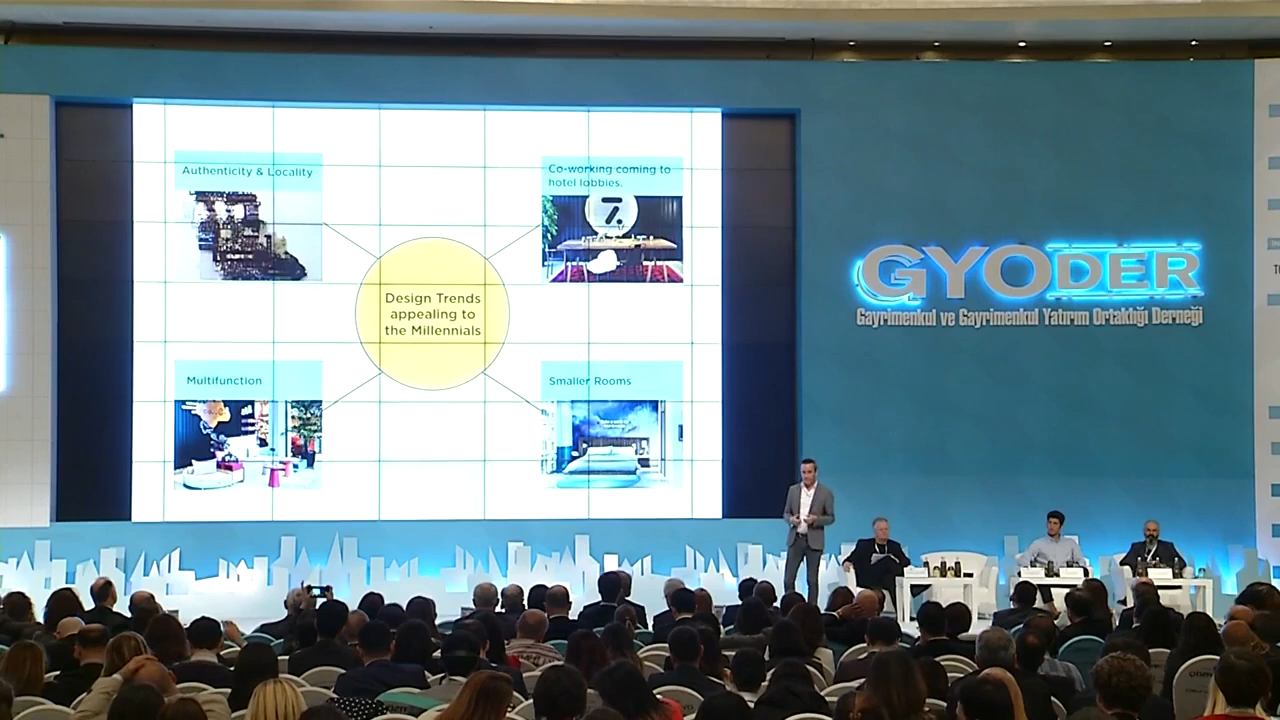 Authenticity & Locality
Co-working coming to
hotel lobbies.
7.
Design Trends
appealing to
the Millennials
Multifunction
Smaller Rooms
GYODER
Gayrimenkul ve Gayrimenkul Yatırım Ortaklığı Derneği